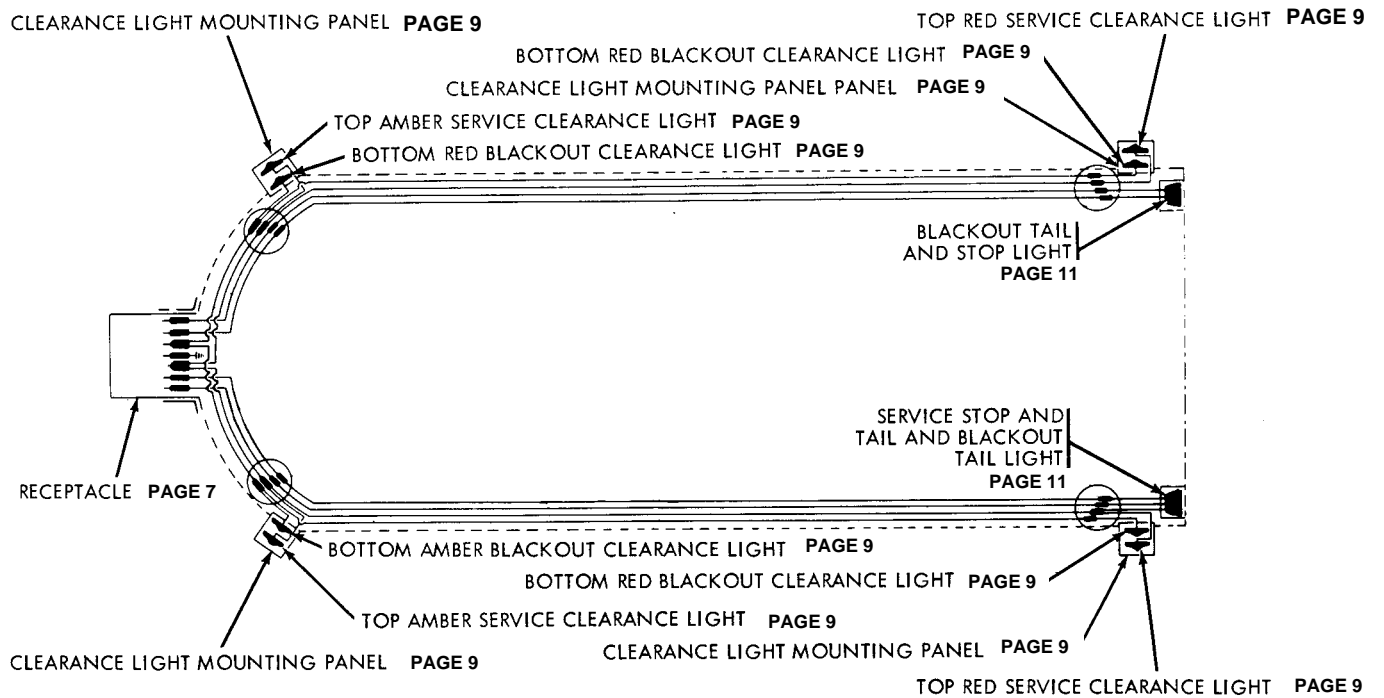 CLEARANCE LIGHT MOUNTING PANEL PAGE 9
TOP RED SERVICE CLEARANCE LIGHT PAGE 9
BOTTOM RED BLACKOUT CLEARANCE LIGHT PAGE 9
CLEARANCE LIGHT MOUNTING PANEL PANEL PAGE 9
TOP AMBER SERVICE CLEARANCE LIGHT PAGE 9
BOTTOM RED BLACKOUT CLEARANCE LIGHT PAGE 9
BLACKOUT TAIL
AND STOP LIGHT
PAGE 11
SERVICE STOP AND
TAIL AND BLACKOUT
TAIL LIGHT
PAGE 11
RECEPTACLE PAGE 7
BOTTOM AMBER BLACKOUT CLEARANCE LIGHT PAGE 9
BOTTOM RED BLACKOUT CLEARANCE LIGHT PAGE 9
TOP AMBER SERVICE CLEARANCE LIGHT PAGE 9
CLEARANCE LIGHT MOUNTING PANEL PAGE 9
CLEARANCE LIGHT MOUNTING PANEL PAGE 9
TOP RED SERVICE CLEARANCE LIGHT PAGE 9